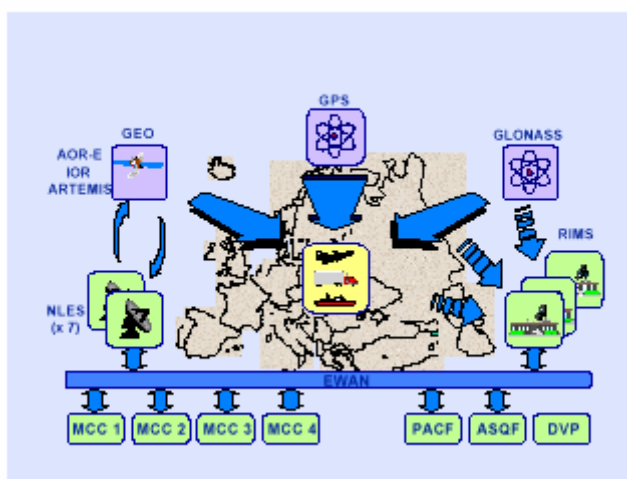 GPS
GEO
GLONASS
AOR-E
IOR
ARTEMIS
RIMS
NLES
(x 7)
EWAN
MCC 1
MCC 2
MCC 3
MCC 4
PACF
ASQF
DVP